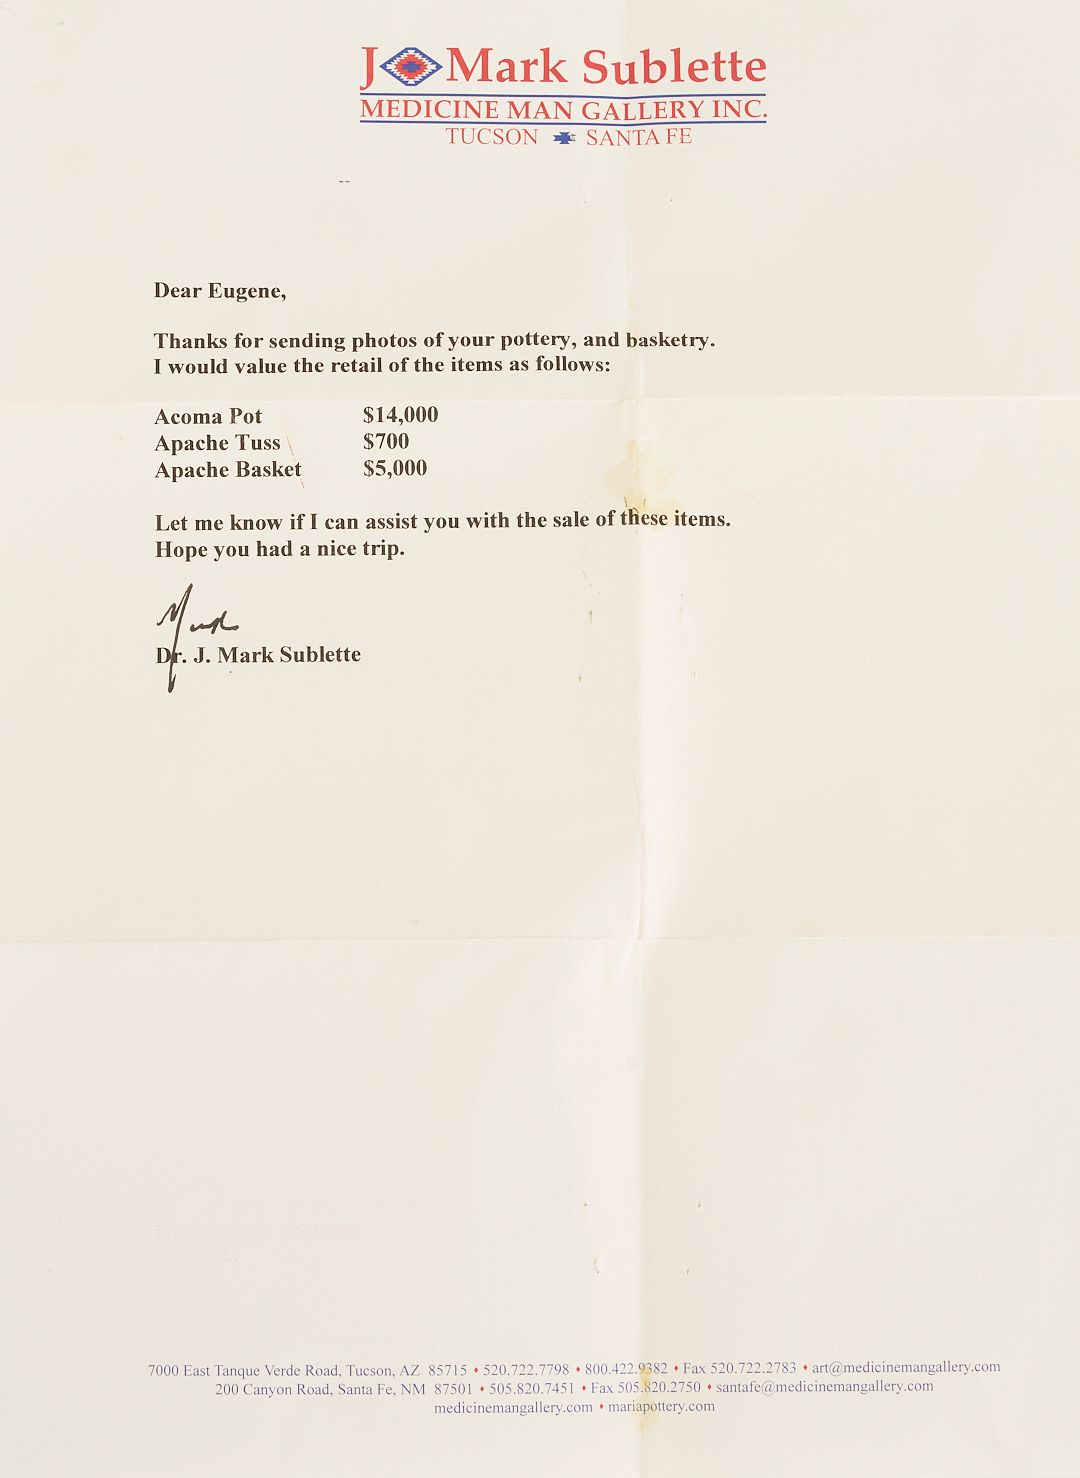 J Mark Sublette
MEDICINE MAN GALLERY INC.
TUCSON SANTA FE
--
Dear Eugene,
Thanks for sending photos of your pottery, and basketry.
I would value the retail of the items as follows:
Acoma Pot $14,000
Apache Tuss $700
Apache Basket $5,000
Let me know if I can assist you with the sale of these items.
Hope you had a nice trip.
Mark
Dr. J. Mark Sublette
7000 East Tanque Verde Road, Tucson, AZ 85715 • 520.722.7798 • 800.422.9382 • Fax 520.722.2783 • art@medicinemangallery.com
200 Canyon Road, Santa Fe, NM 87501 • 505.820.7451 • Fax 505.820.2750 • santafe@medicinemangallery.com
medicinemangallery.com • mariapottery.com